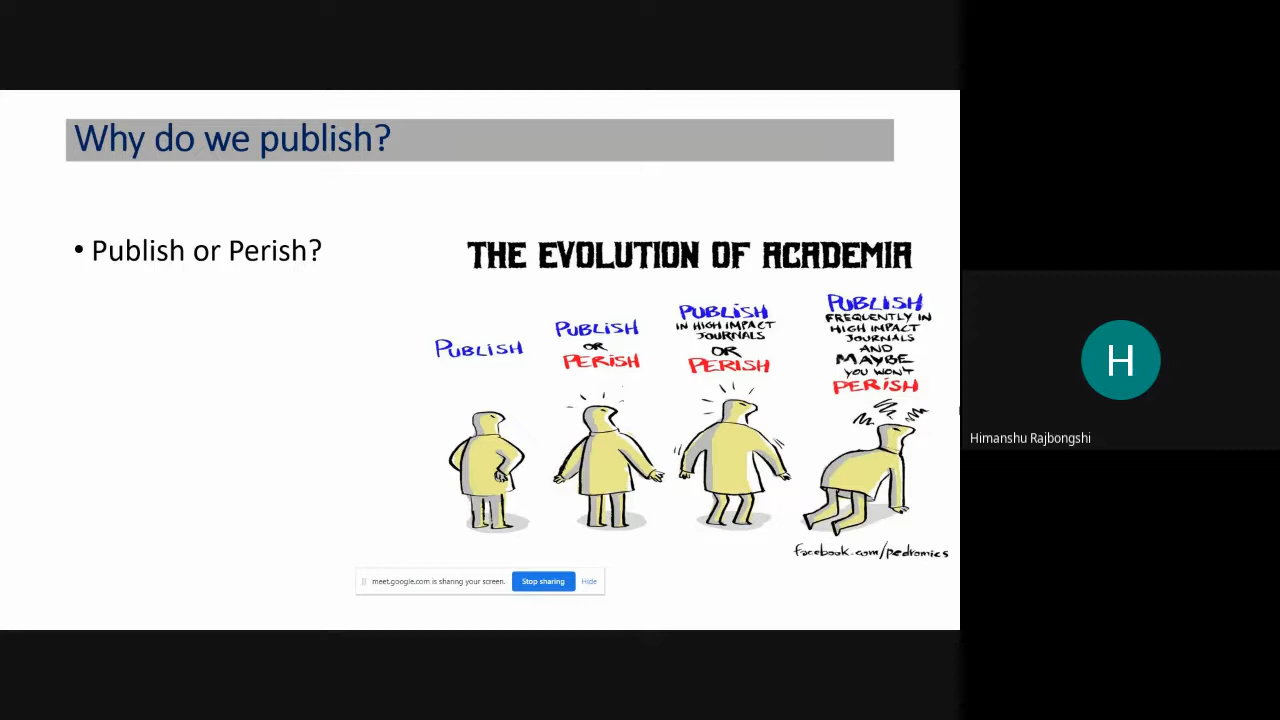 Why do we publish?
• Publish or Perish?
THE EVOLUTION OF ACADEMIA
PUBLISH
PUBLISH
OR
PERISH
PUBLISH
IN HIGH IMPACT
JOURNALS
OR
PERISH
PUBLISH
FREQUENTLY IN
HIGH IMPACT
JOURNALS
AND
MAYBE
YOU WON'T
PERISH
facebook.com/pedromics
meet.google.com is sharing your screen.
Stop sharing
Hide
H
Himanshu Rajbongshi